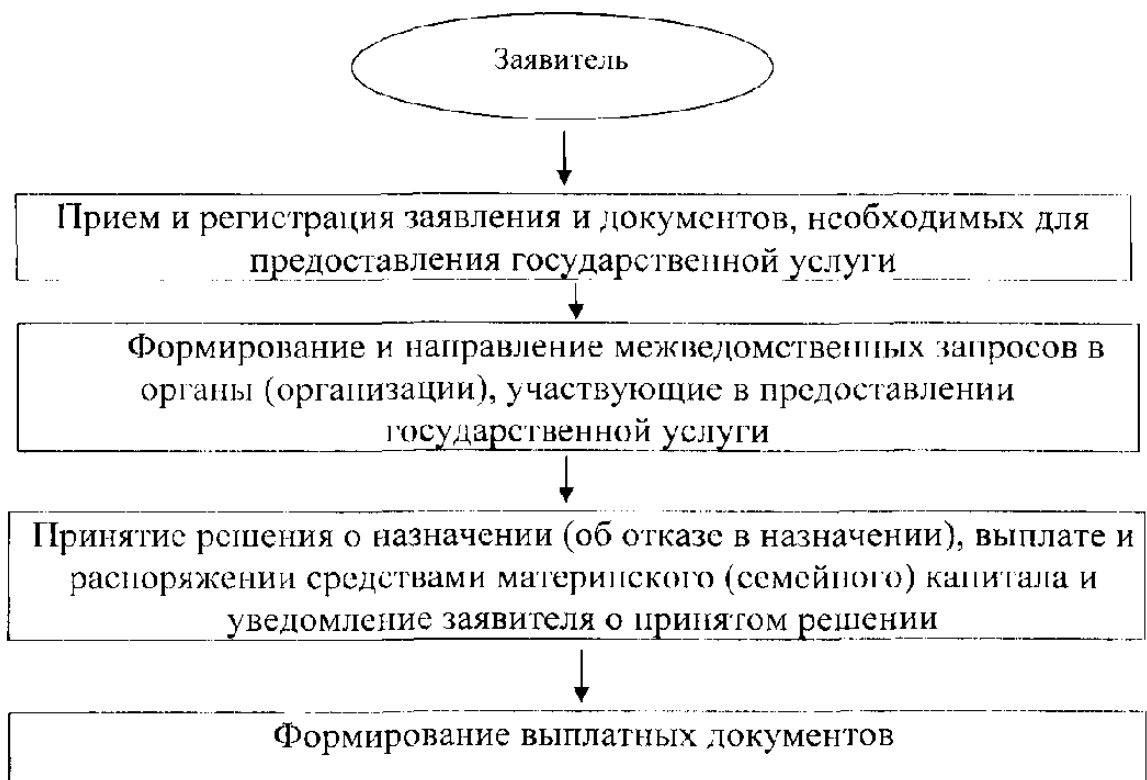 Заявитель
Прием и регистрация заявления и документов, необходимых для
предоставления государственной услуги
Формирование и направление межведомственных запросов в
органы (организации), участвующие в предоставлении
государственной услуги
Принятие решения о назначении (об отказе в назначении), выплате и
распоряжении средствами материнского (семейного) капитала и
уведомление заявителя о принятом решении
Формирование выплатных документов